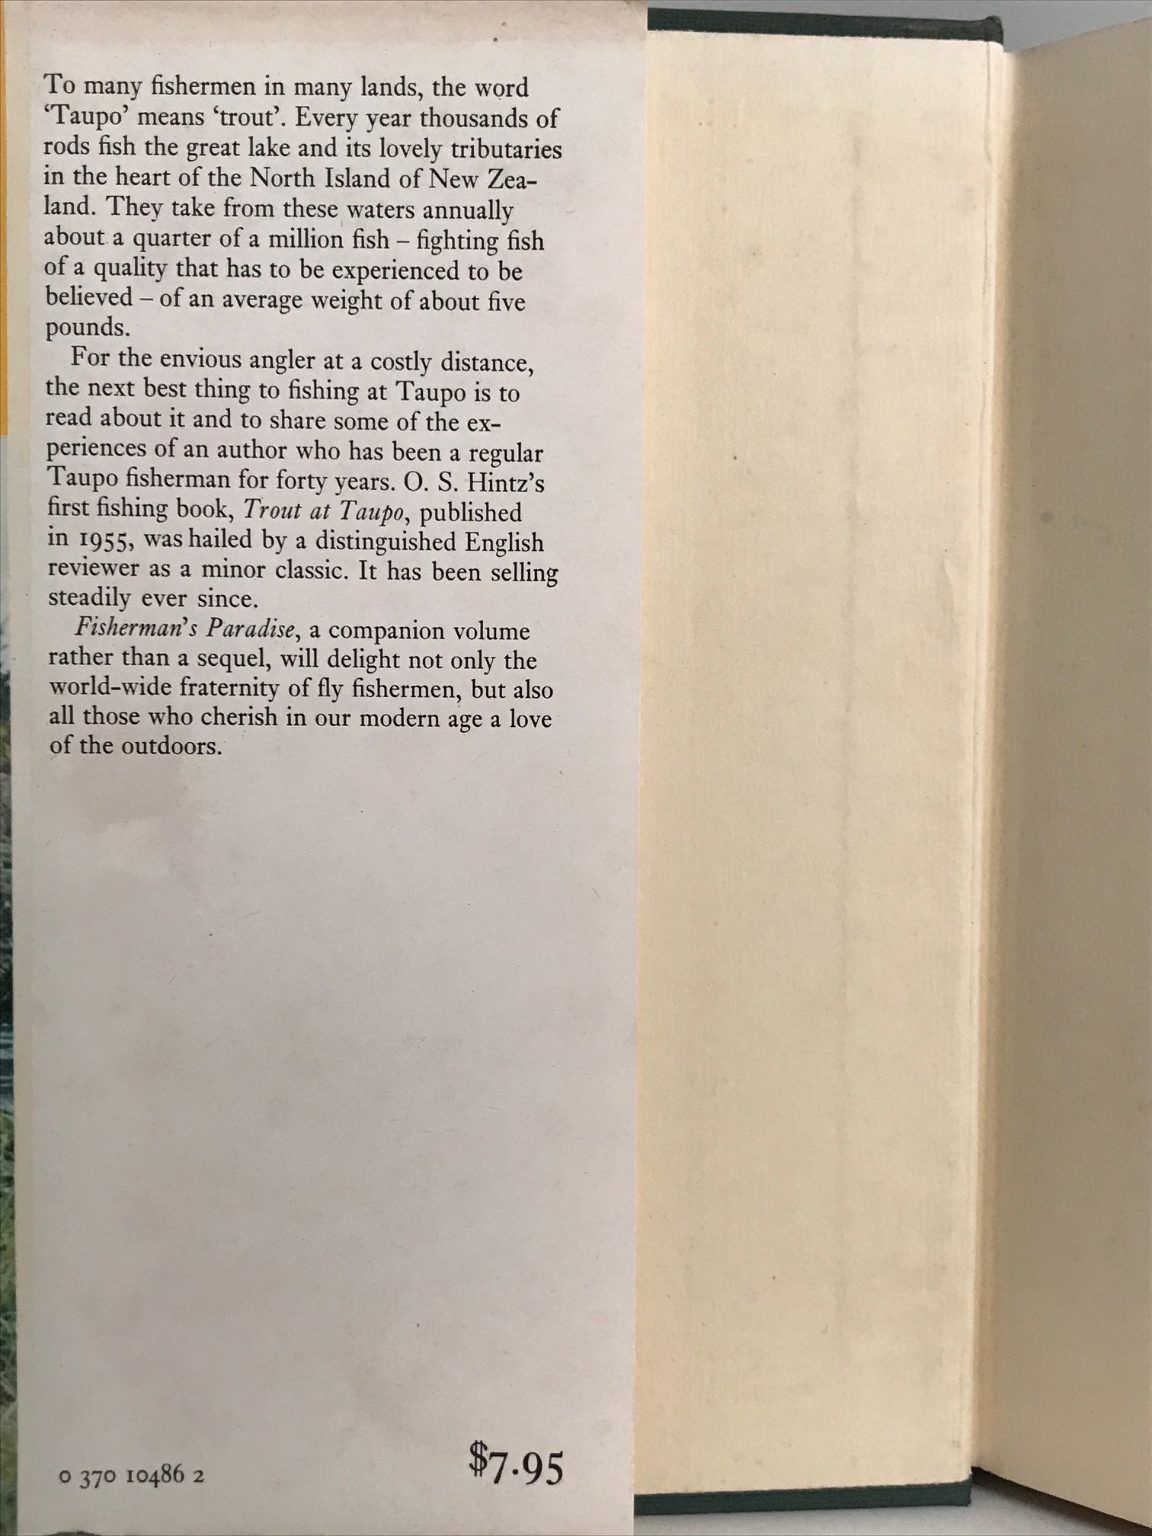 To many fishermen in many lands, the word
‘Taupo’ means ‘trout’. Every year thousands of
rods fish the great lake and its lovely tributaries
in the heart of the North Island of New Zea-
land. They take from these waters annually
about a quarter of a million fish – fighting fish
of a quality that has to be experienced to be
believed – of an average weight of about five
pounds.
For the envious angler at a costly distance,
the next best thing to fishing at Taupo is to
read about it and to share some of the ex-
periences of an author who has been a regular
Taupo fisherman for forty years. O. S. Hintz’s
first fishing book, Trout at Taupo, published
in 1955, was hailed by a distinguished English
reviewer as a minor classic. It has been selling
steadily ever since.
Fisherman’s Paradise, a companion volume
rather than a sequel, will delight not only the
world-wide fraternity of fly fishermen, but also
all those who cherish in our modern age a love
of the outdoors.
0 370 10486 2
$7·95